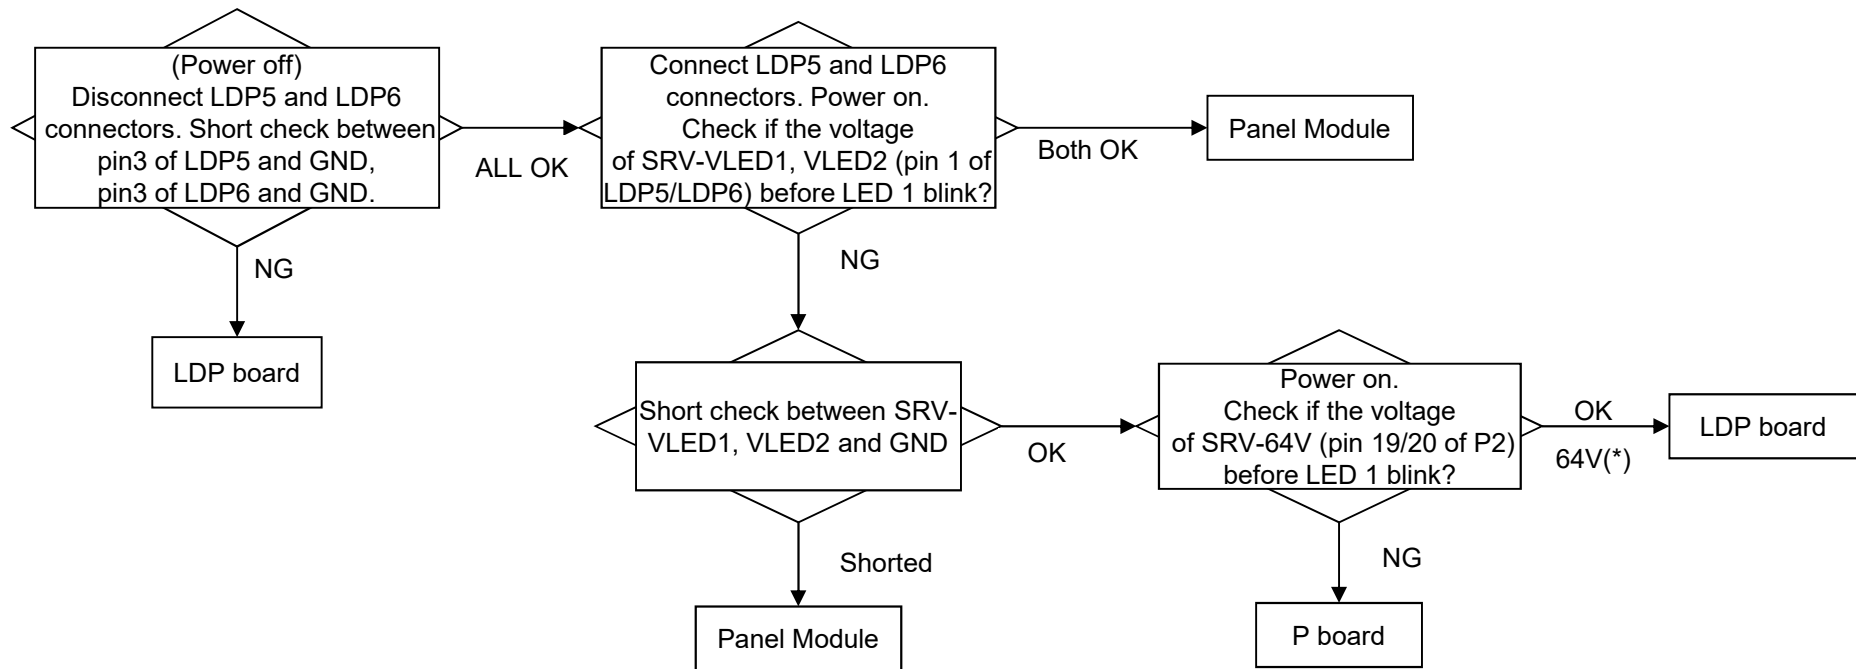 (Power off)
Disconnect LDP5 and LDP6
connectors. Short check between
pin3 of LDP5 and GND,
pin3 of LDP6 and GND.
ALL OK
NG
LDP board
Connect LDP5 and LDP6
connectors. Power on.
Check if the voltage
of SRV-VLED1, VLED2 (pin 1 of
LDP5/LDP6) before LED 1 blink?
Both OK
Panel Module
NG
Short check between SRV-
VLED1, VLED2 and GND
OK
Shorted
Panel Module
Power on.
Check if the voltage
of SRV-64V (pin 19/20 of P2)
before LED 1 blink?
OK
64V(*)
LDP board
NG
P board